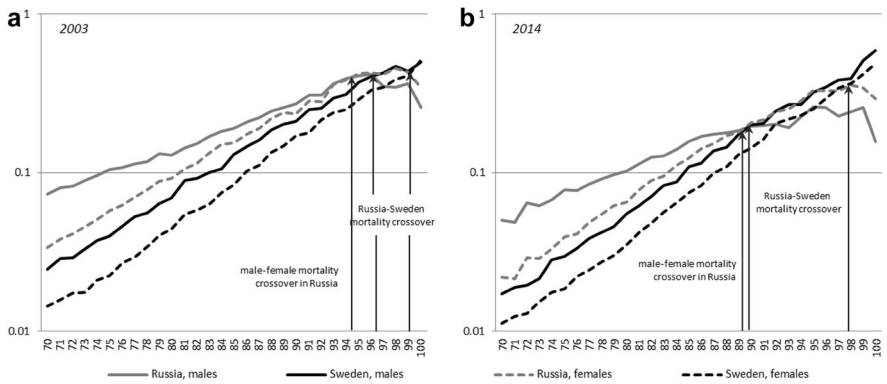 a
2003
1
0.1
0.01
Russia-Sweden
mortality crossover
male-female mortality
crossover in Russia
70 71 72 73 74 75 76 77 78 79 80 81 82 83 84 85 86 87 88 89 90 91 92 93 94 95 96 97 98 99 100
b
2014
1
0.1
0.01
Russia-Sweden
mortality crossover
male-female mortality
crossover in Russia
70 71 72 73 74 75 76 77 78 79 80 81 82 83 84 85 86 87 88 89 90 91 92 93 94 95 96 97 98 99 100
Russia, males Sweden, males Russia, females Sweden, females